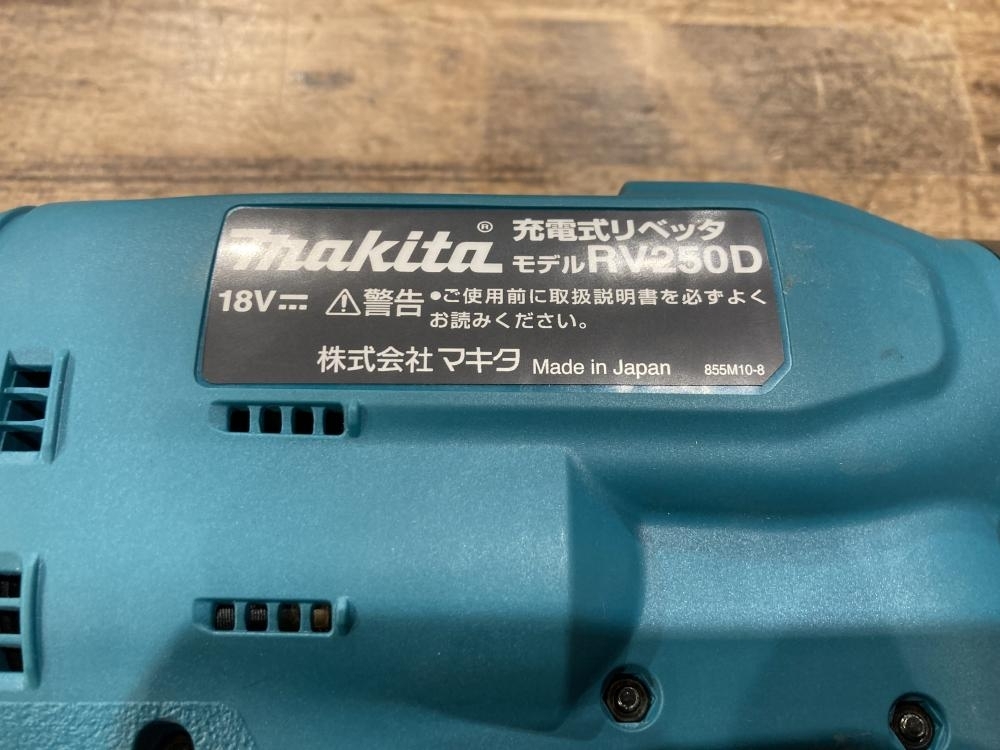 makita® 充電式リベッタ
モデルRV250D
18V⎓ ⚠警告 •ご使用前に取扱説明書を必ずよく
お読みください。
株式会社マキタ Made in Japan 855M10-8